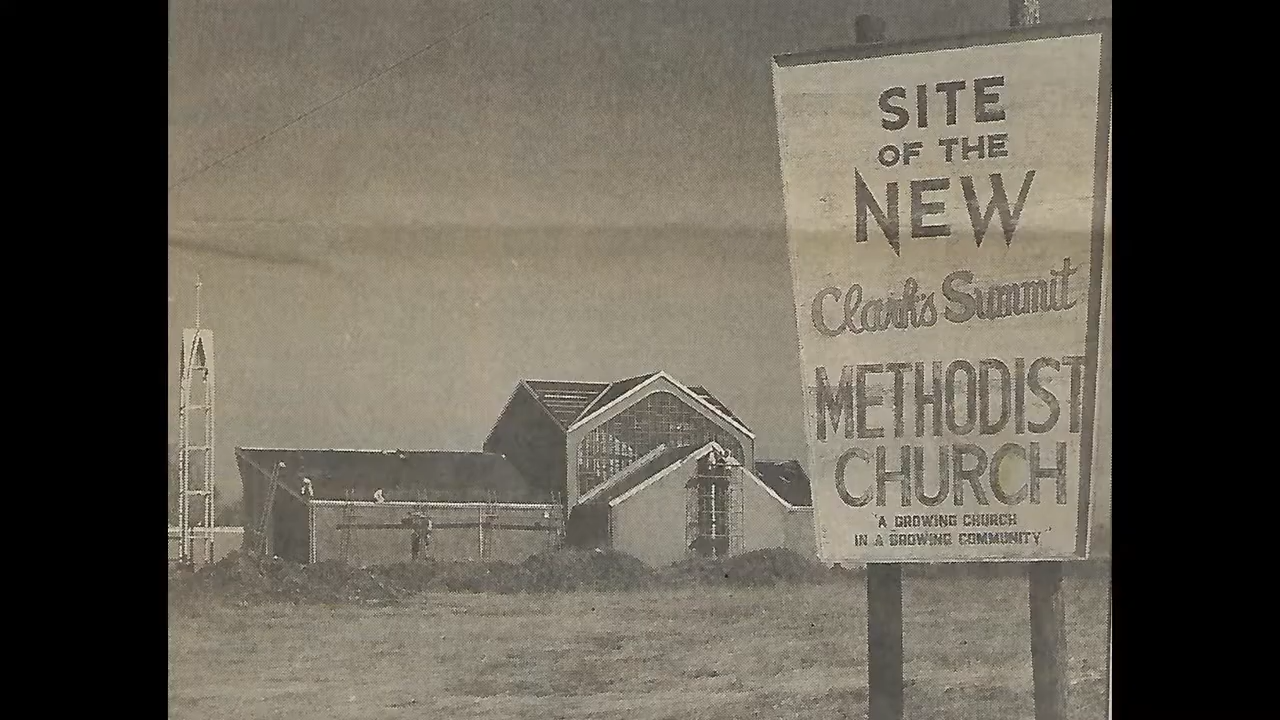 SITE
OF THE
NEW
Clark's Summit
METHODIST
CHURCH
"A GROWING CHURCH
IN A GROWING COMMUNITY"